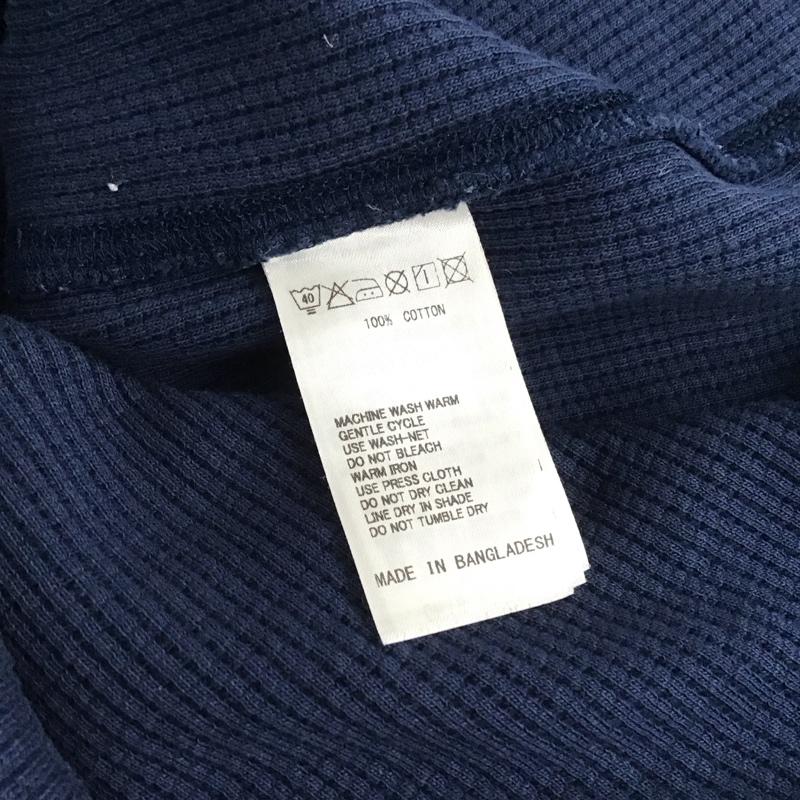 40
100% COTTON
MACHINE WASH WARM
GENTLE CYCLE
USE WASH-NET
DO NOT BLEACH
WARM IRON
USE PRESS CLOTH
DO NOT DRY CLEAN
LINE DRY IN SHADE
DO NOT TUMBLE DRY
MADE IN BANGLADESH